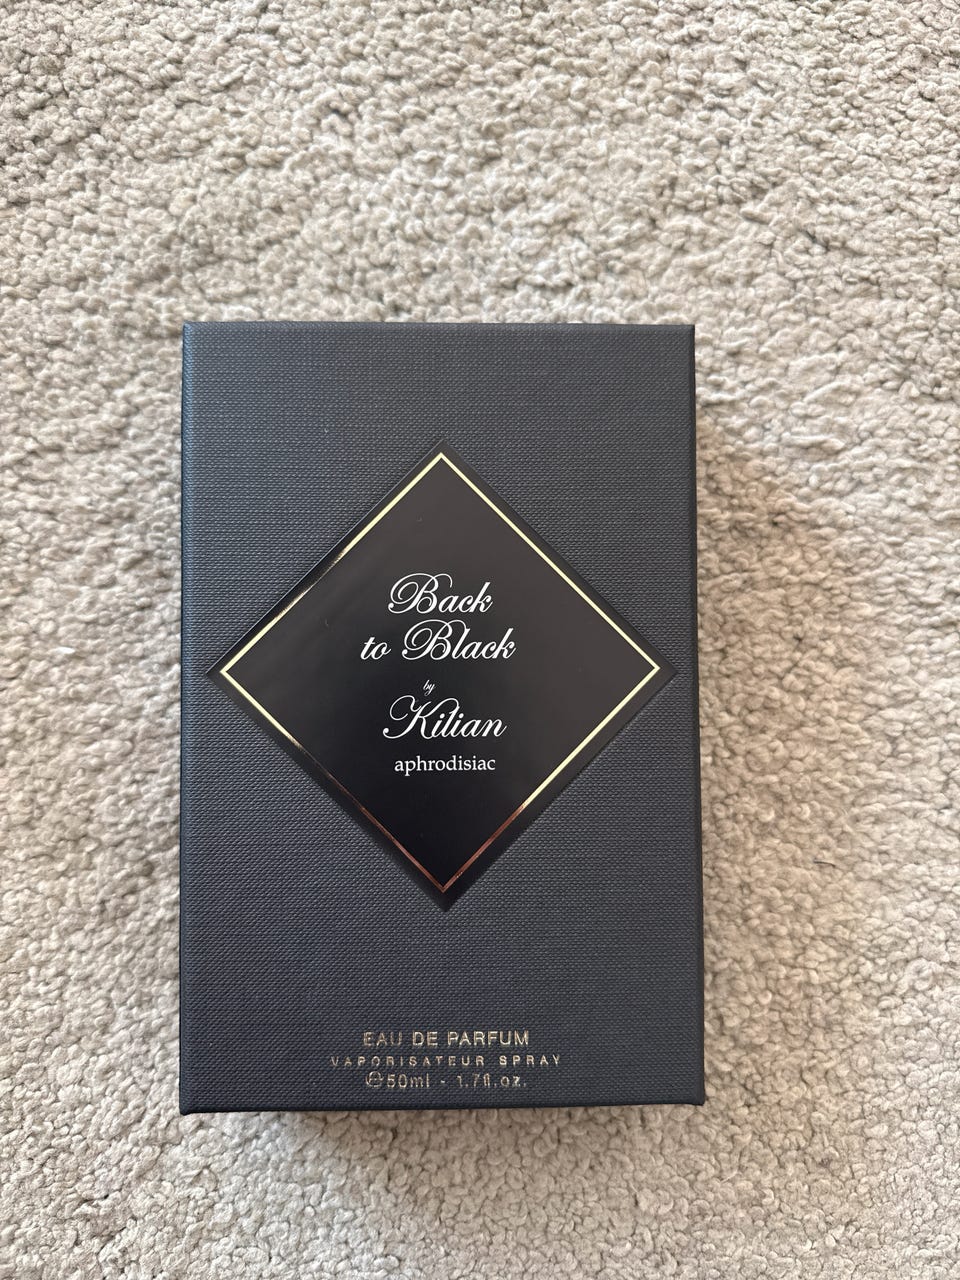 Back
to Black
by
Kilian
aphrodisiac
EAU DE PARFUM
VAPORISATEUR SPRAY
℮50ml - 1.7fl.oz.